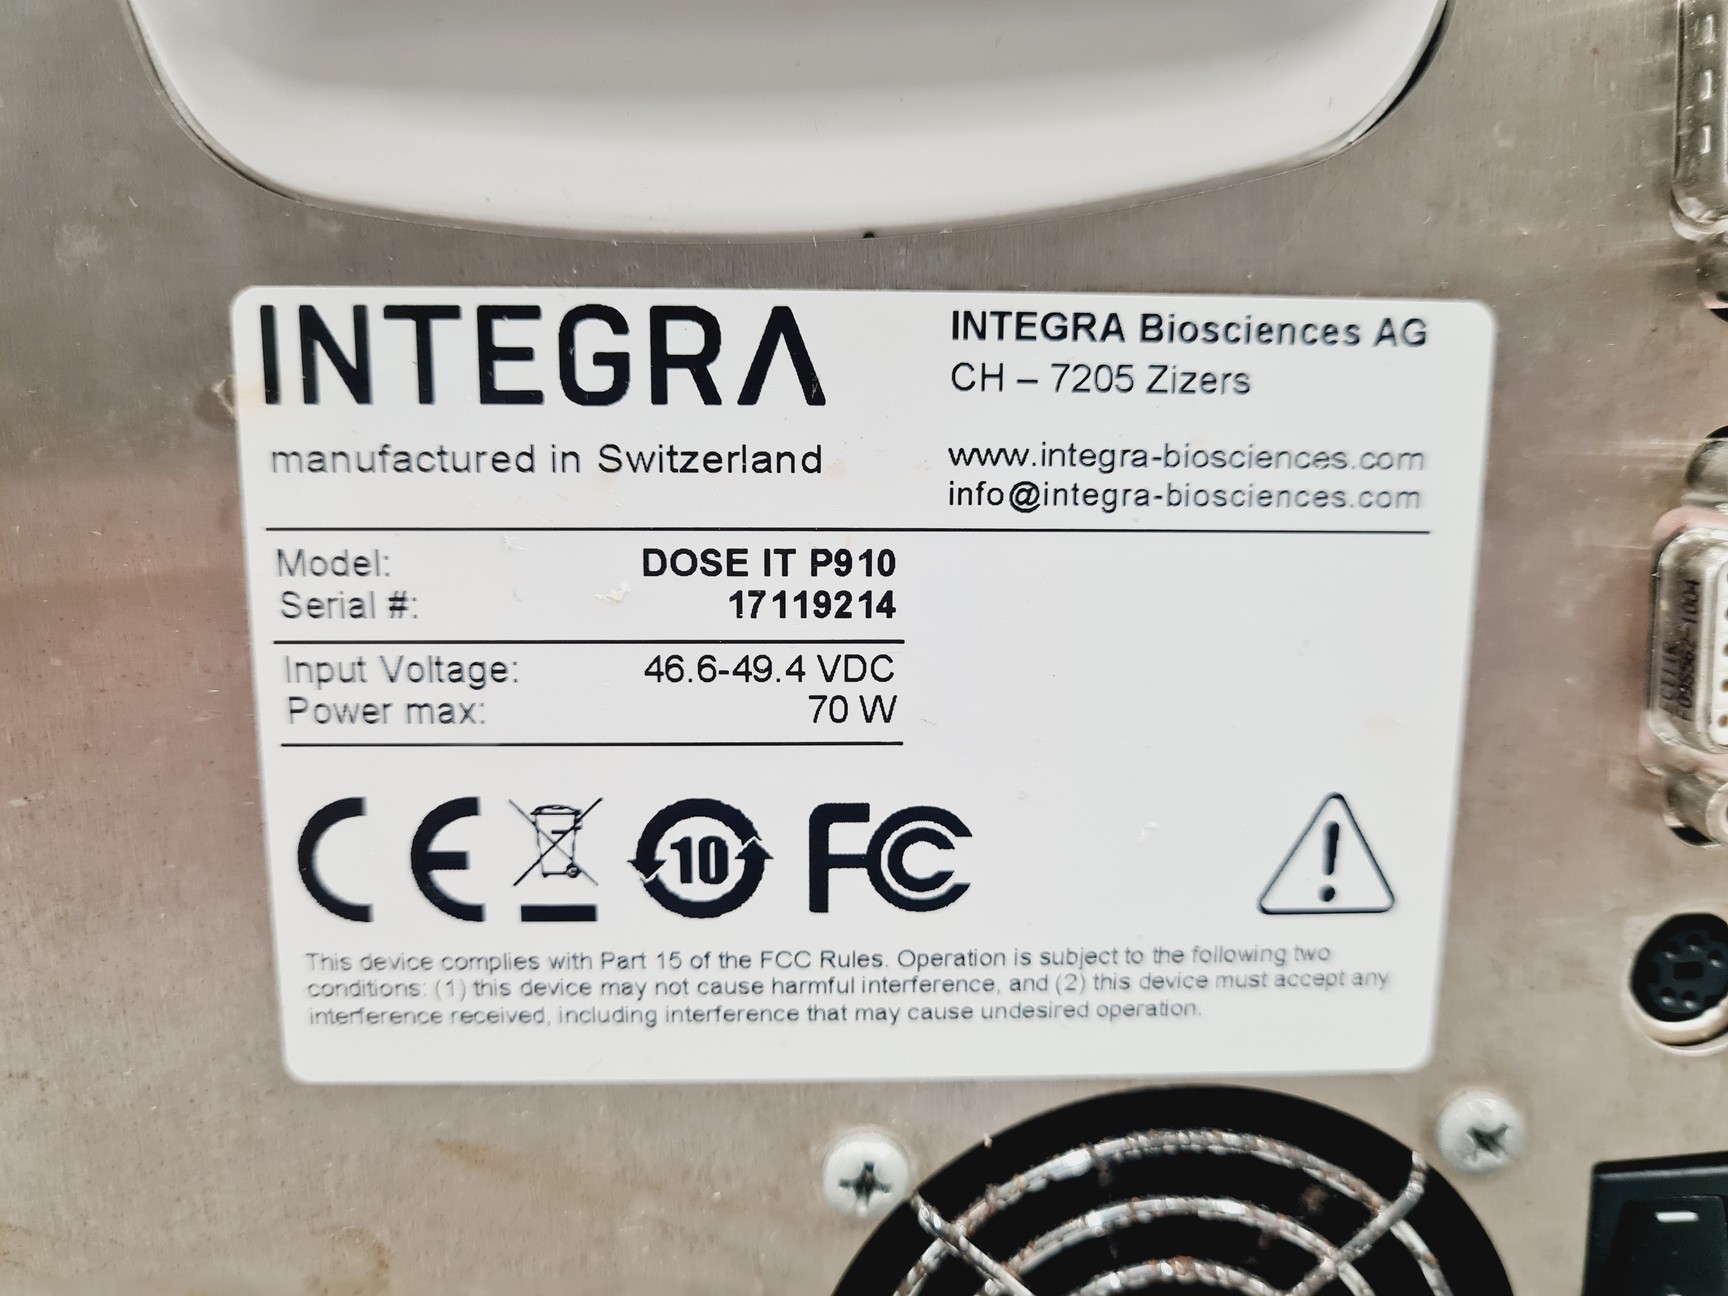 INTEGRA
manufactured in Switzerland
INTEGRA Biosciences AG
CH – 7205 Zizers
www.integra-biosciences.com
info@integra-biosciences.com
Model: DOSE IT P910
Serial #: 17119214
Input Voltage: 46.6-49.4 VDC
Power max: 70 W
CE
10
FC
This device complies with Part 15 of the FCC Rules. Operation is subject to the following two
conditions: (1) this device may not cause harmful interference, and (2) this device must accept any
interference received, including interference that may cause undesired operation.